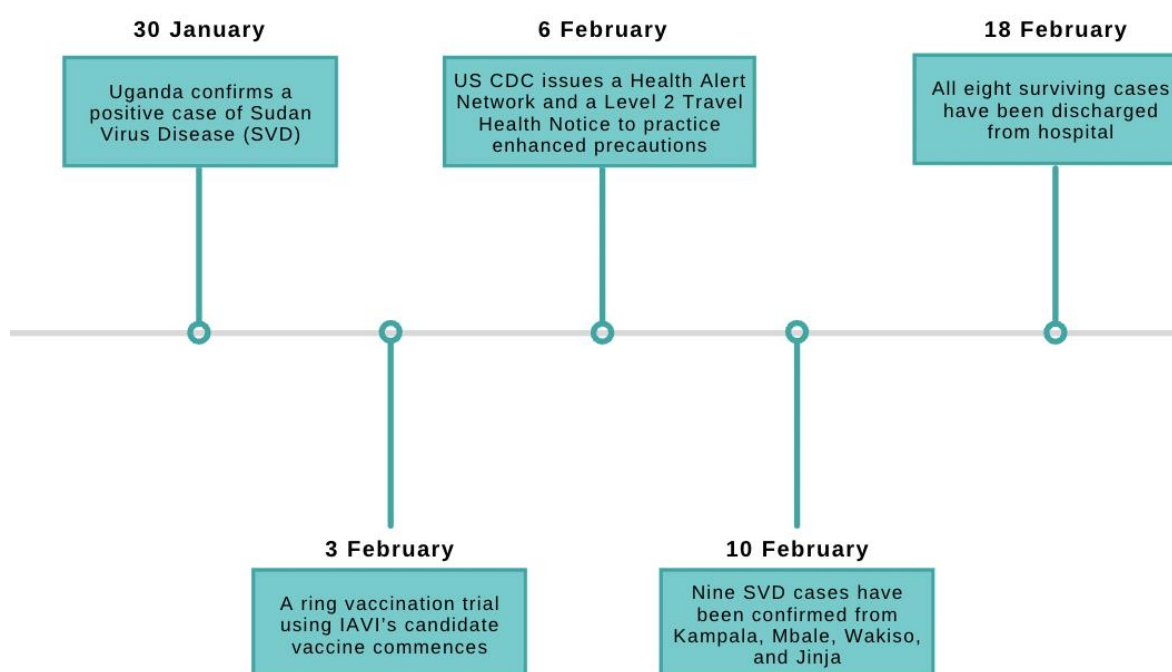 30 January
Uganda confirms a
positive case of Sudan
Virus Disease (SVD)
3 February
A ring vaccination trial
using IAVI's candidate
vaccine commences
6 February
US CDC issues a Health Alert
Network and a Level 2 Travel
Health Notice to practice
enhanced precautions
10 February
Nine SVD cases have
been confirmed from
Kampala, Mbale, Wakiso,
and Jinja
18 February
All eight surviving cases
have been discharged
from hospital